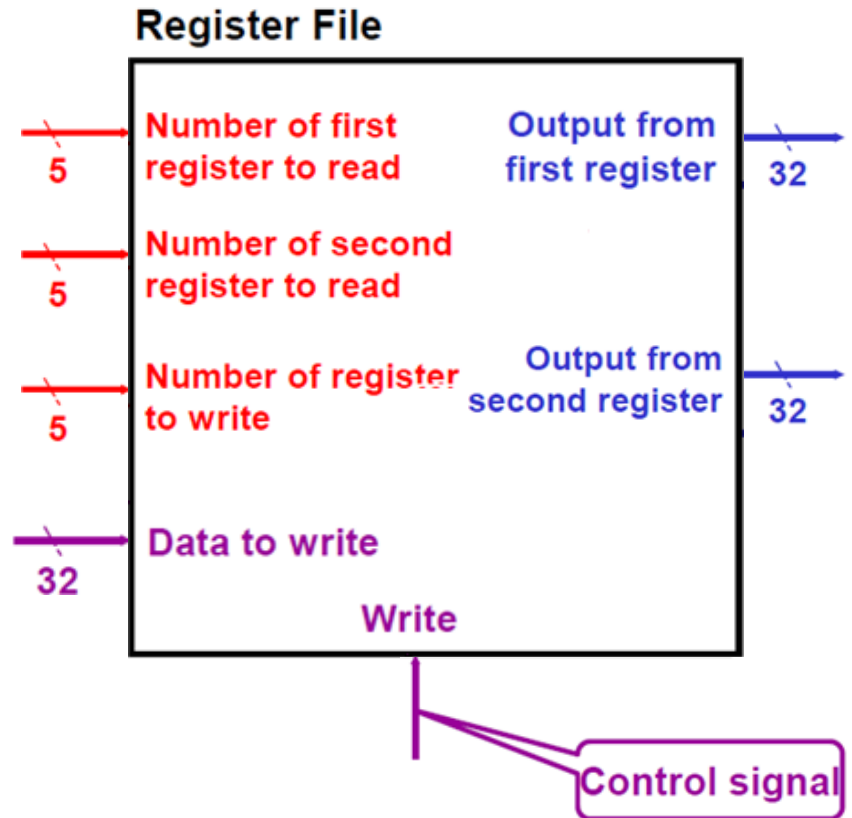 Register File
Number of first
register to read
5
Number of second
register to read
5
Number of register
to write
5
Data to write
32
Write
Output from
first register
32
Output from
second register
32
Control signal